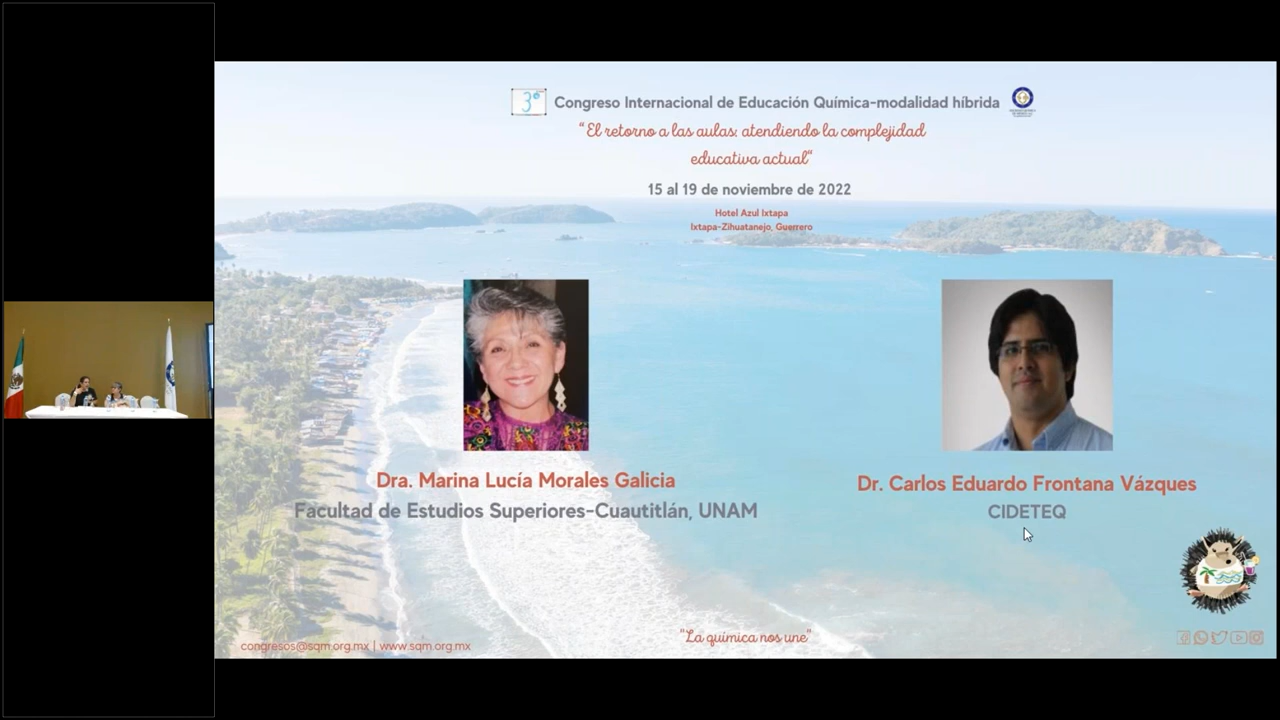 3er
Congreso Internacional de Educación Química-modalidad híbrida
"El retorno a las aulas: atendiendo la complejidad
educativa actual"
15 al 19 de noviembre de 2022
Hotel Azul Ixtapa
Ixtapa-Zihuatanejo, Guerrero
Dra. Marina Lucía Morales Galicia
Facultad de Estudios Superiores-Cuautitlán, UNAM
Dr. Carlos Eduardo Frontana Vázques
CIDETEQ
"La química nos une"
congresos@sqm.org.mx | www.sqm.org.mx